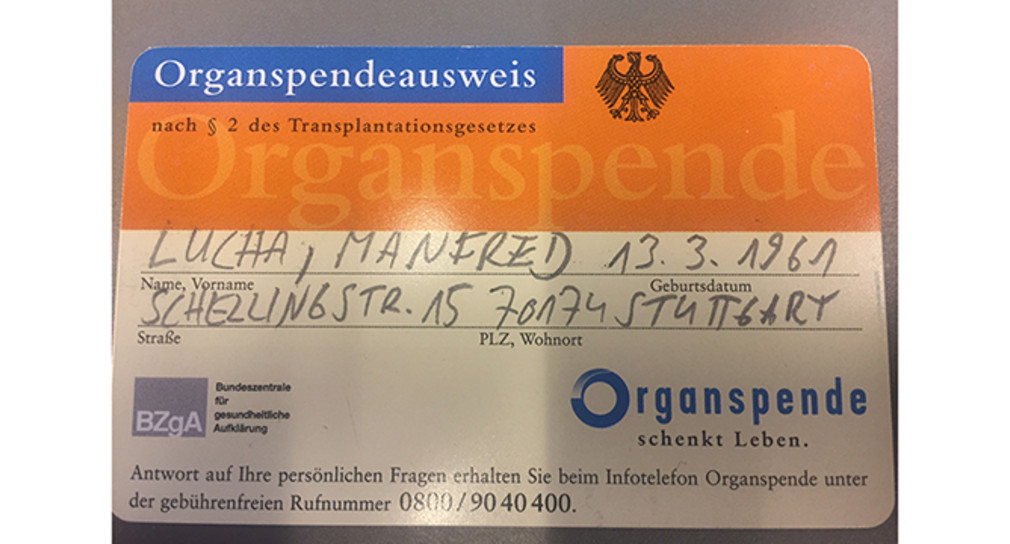 Organspendeausweis
nach § 2 des Transplantationsgesetzes
Organspende
LUCHA, MANFRED 13.3.1961
Name, Vorname Geburtsdatum
SCHELLINGSTR. 15 70174 STUTTGART
Straße PLZ, Wohnort
BZgA
Bundeszentrale
für
gesundheitliche
Aufklärung
Organspende
schenkt Leben.
Antwort auf Ihre persönlichen Fragen erhalten Sie beim Infotelefon Organspende unter
der gebührenfreien Rufnummer 0800/90 40 400.